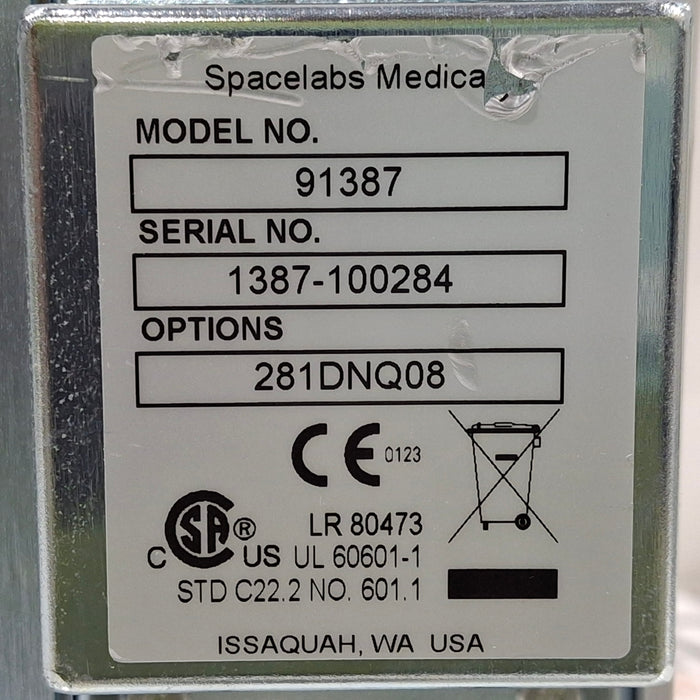 Spacelabs Medica
MODEL NO.
91387
SERIAL NO.
1387-100284
OPTIONS
281DNQ08
CE 0123
CSA ® LR 80473
C US UL 60601-1
STD C22.2 NO. 601.1
ISSAQUAH, WA USA